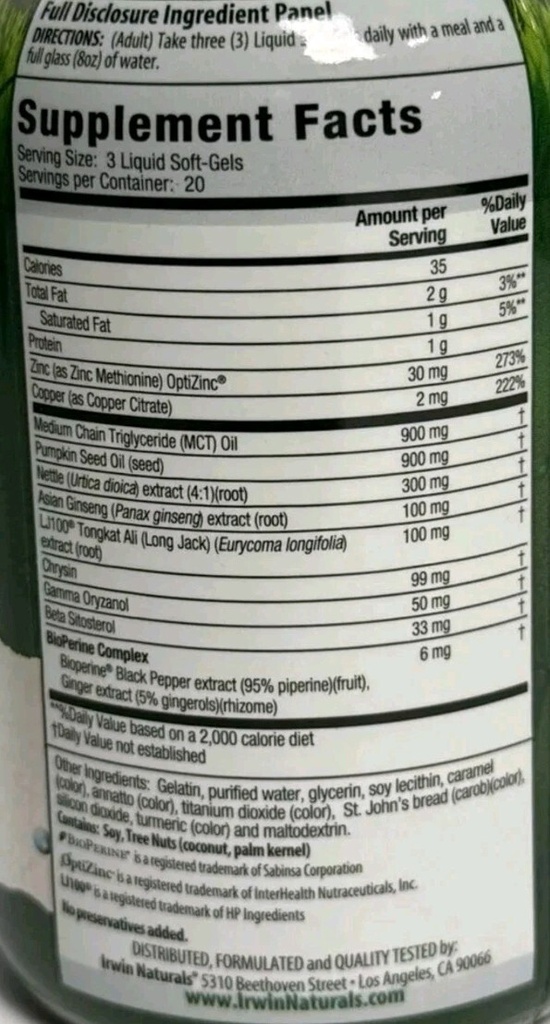 Full Disclosure Ingredient Panel
DIRECTIONS: (Adult) Take three (3) Liquid daily with a meal and a
full glass (8oz) of water.
Supplement Facts
Serving Size: 3 Liquid Soft-Gels
Servings per Container: 20
Amount per Serving %Daily Value
Calories 35
Total Fat 2 g 3%**
Saturated Fat 1 g 5%**
Protein 1 g
Zinc (as Zinc Methionine) OptiZinc® 30 mg 273%
Copper (as Copper Citrate) 2 mg 222%
Medium Chain Triglyceride (MCT) Oil 900 mg †
Pumpkin Seed Oil (seed) 900 mg †
Nettle (Urtica dioica) extract (4:1)(root) 300 mg †
Asian Ginseng (Panax ginseng) extract (root) 100 mg †
LJ100® Tongkat Ali (Long Jack) (Eurycoma longifolia) 100 mg †
extract (root)
Chrysin 99 mg †
Gamma Oryzanol 50 mg †
Beta Sitosterol 33 mg †
BioPerine Complex 6 mg †
Bioperine® Black Pepper extract (95% piperine)(fruit),
Ginger extract (5% gingerols)(rhizome)
**%Daily Value based on a 2,000 calorie diet
†Daily Value not established
Other Ingredients: Gelatin, purified water, glycerin, soy lecithin, caramel
(color), annatto (color), titanium dioxide (color), St. John's bread (carob)(color),
silicon dioxide, turmeric (color) and maltodextrin.
Contains: Soy, Tree Nuts (coconut, palm kernel)
BIOPERINE® is a registered trademark of Sabinsa Corporation
OptiZinc® is a registered trademark of InterHealth Nutraceuticals, Inc.
LJ100® is a registered trademark of HP Ingredients
No preservatives added.
DISTRIBUTED, FORMULATED and QUALITY TESTED by:
Irwin Naturals® 5310 Beethoven Street • Los Angeles, CA 90066
www.IrwinNaturals.com